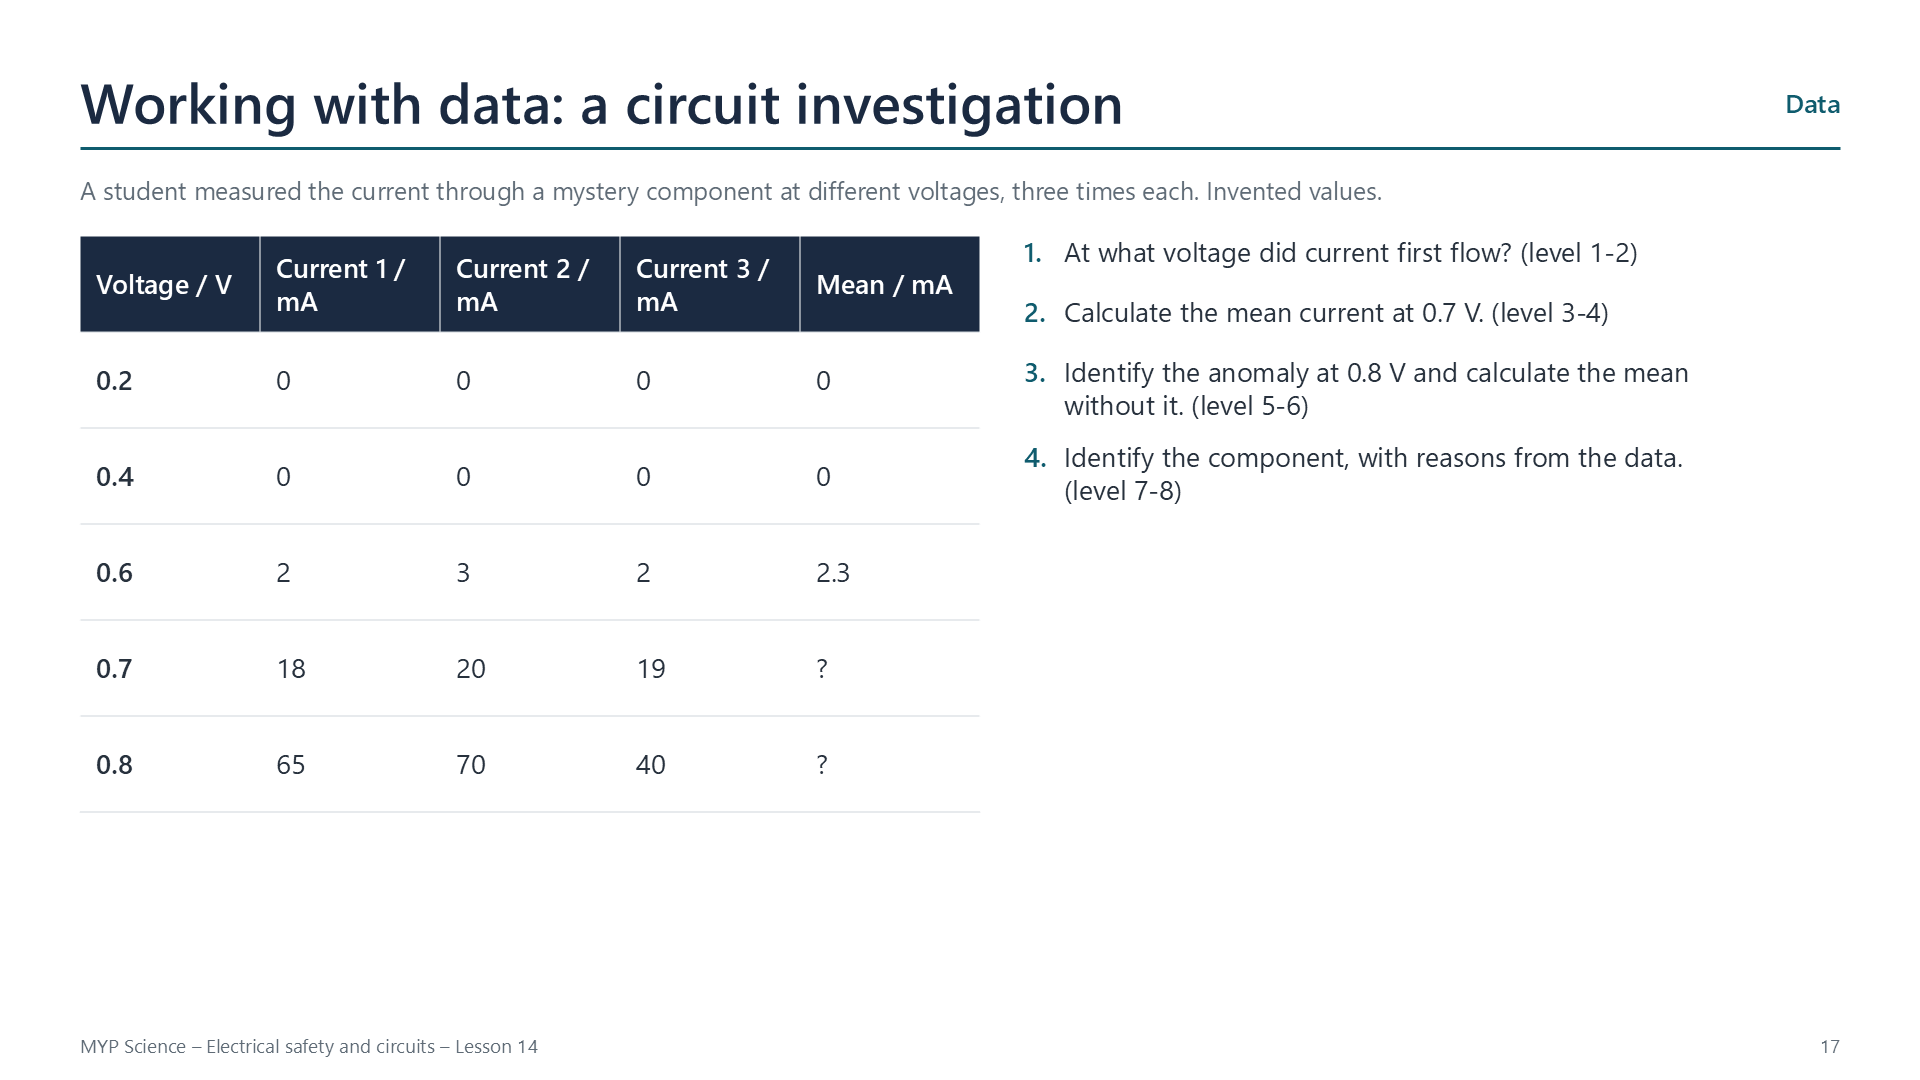 Working with data: a circuit investigation
Data
A student measured the current through a mystery component at different voltages, three times each. Invented values.
Voltage / V
Current 1 /
mA
Current 2 /
mA
Current 3 /
mA
Mean / mA
0.2 0 0 0 0
0.4 0 0 0 0
0.6 2 3 2 2.3
0.7 18 20 19 ?
0.8 65 70 40 ?
1. At what voltage did current first flow? (level 1-2)
2. Calculate the mean current at 0.7 V. (level 3-4)
3. Identify the anomaly at 0.8 V and calculate the mean
without it. (level 5-6)
4. Identify the component, with reasons from the data.
(level 7-8)
MYP Science – Electrical safety and circuits – Lesson 14
17